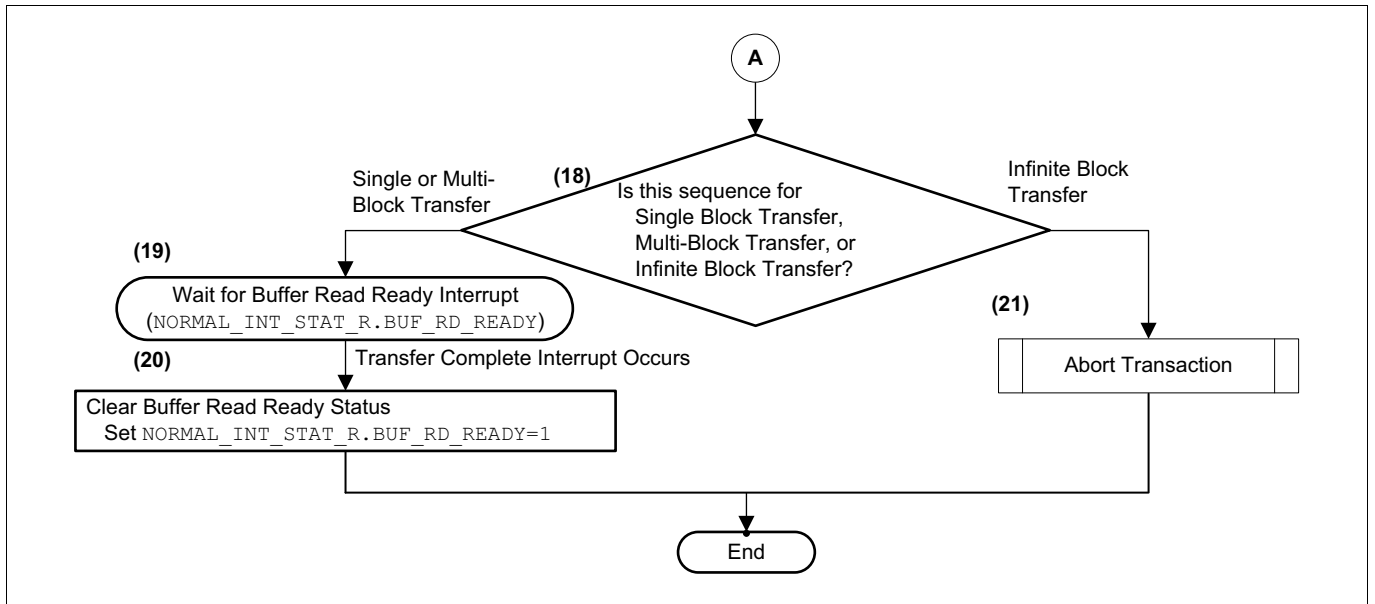 A
(18)
Is this sequence for
Single Block Transfer,
Multi-Block Transfer, or
Infinite Block Transfer?
Single or Multi-
Block Transfer
Infinite Block
Transfer
(19)
Wait for Buffer Read Ready Interrupt
(NORMAL_INT_STAT_R.BUF_RD_READY)
(20)
Transfer Complete Interrupt Occurs
Clear Buffer Read Ready Status
Set NORMAL_INT_STAT_R.BUF_RD_READY=1
(21)
Abort Transaction
End